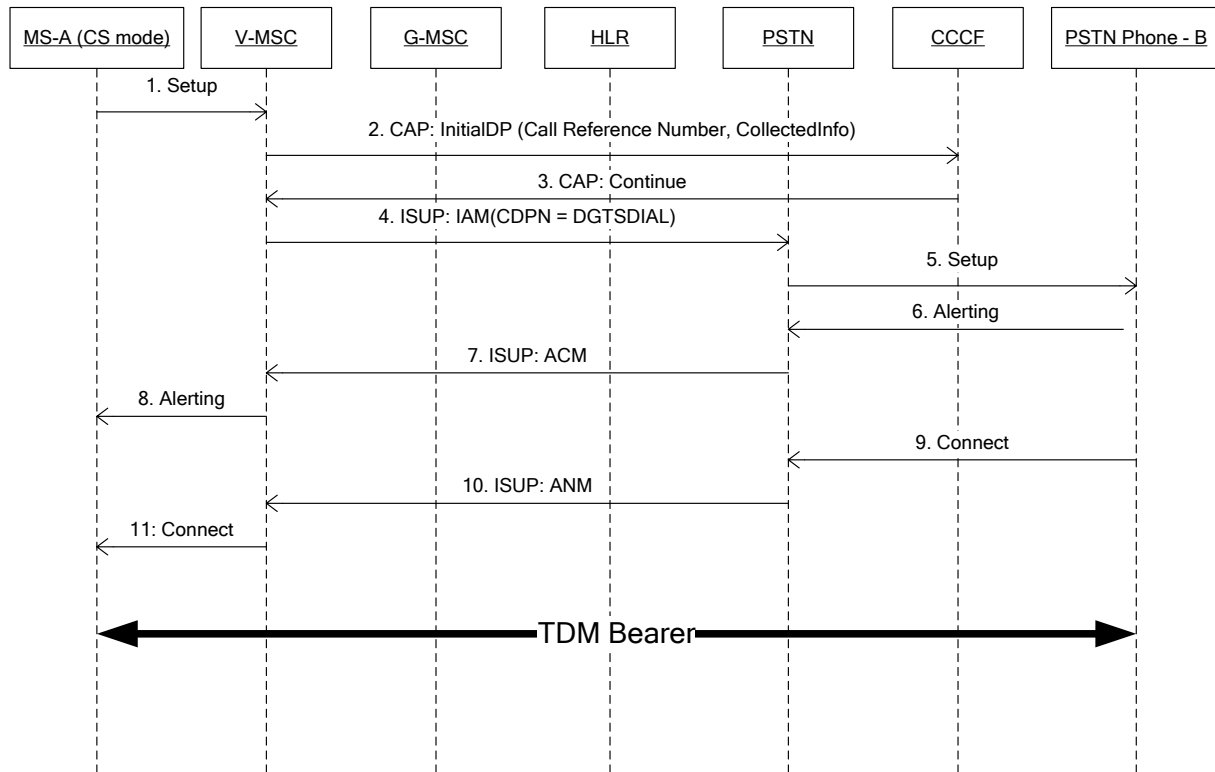 MS-A (CS mode)
V-MSC
G-MSC
HLR
PSTN
CCCF
PSTN Phone - B
1. Setup
2. CAP: InitialDP (Call Reference Number, CollectedInfo)
3. CAP: Continue
4. ISUP: IAM(CDPN = DGTSDIAL)
5. Setup
6. Alerting
7. ISUP: ACM
8. Alerting
9. Connect
10. ISUP: ANM
11: Connect
TDM Bearer